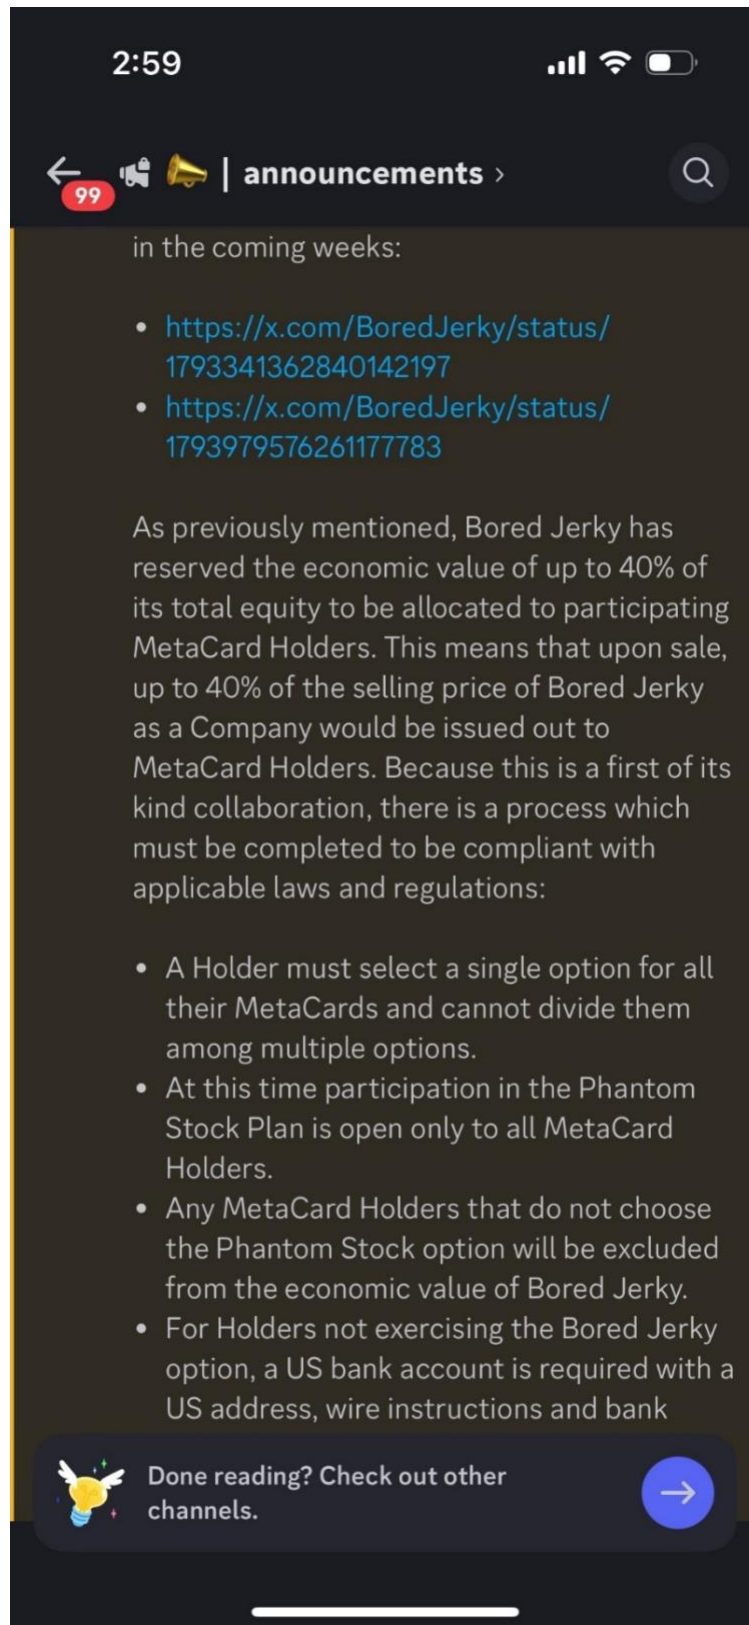 2:59
99
| announcements ›
in the coming weeks:
• https://x.com/BoredJerky/status/
1793341362840142197
• https://x.com/BoredJerky/status/
1793979576261177783
As previously mentioned, Bored Jerky has
reserved the economic value of up to 40% of
its total equity to be allocated to participating
MetaCard Holders. This means that upon sale,
up to 40% of the selling price of Bored Jerky
as a Company would be issued out to
MetaCard Holders. Because this is a first of its
kind collaboration, there is a process which
must be completed to be compliant with
applicable laws and regulations:
• A Holder must select a single option for all
their MetaCards and cannot divide them
among multiple options.
• At this time participation in the Phantom
Stock Plan is open only to all MetaCard
Holders.
• Any MetaCard Holders that do not choose
the Phantom Stock option will be excluded
from the economic value of Bored Jerky.
• For Holders not exercising the Bored Jerky
option, a US bank account is required with a
US address, wire instructions and bank
Done reading? Check out other
channels.